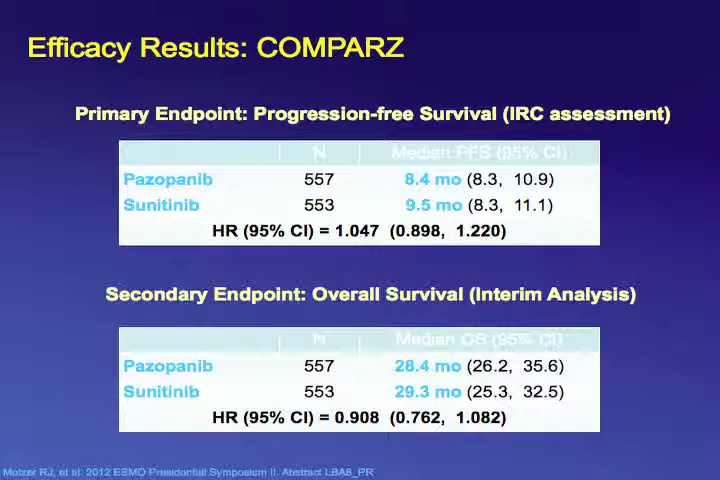 Efficacy Results: COMPARZ
Primary Endpoint: Progression-free Survival (IRC assessment)
N Median PFS (95% CI)
Pazopanib 557 8.4 mo (8.3, 10.9)
Sunitinib 553 9.5 mo (8.3, 11.1)
HR (95% CI) = 1.047 (0.898, 1.220)
Secondary Endpoint: Overall Survival (Interim Analysis)
N Median OS (95% CI)
Pazopanib 557 28.4 mo (26.2, 35.6)
Sunitinib 553 29.3 mo (25.3, 32.5)
HR (95% CI) = 0.908 (0.762, 1.082)
Motzer RJ, et al. 2012 ESMO Presidential Symposium II. Abstract LBA8_PR